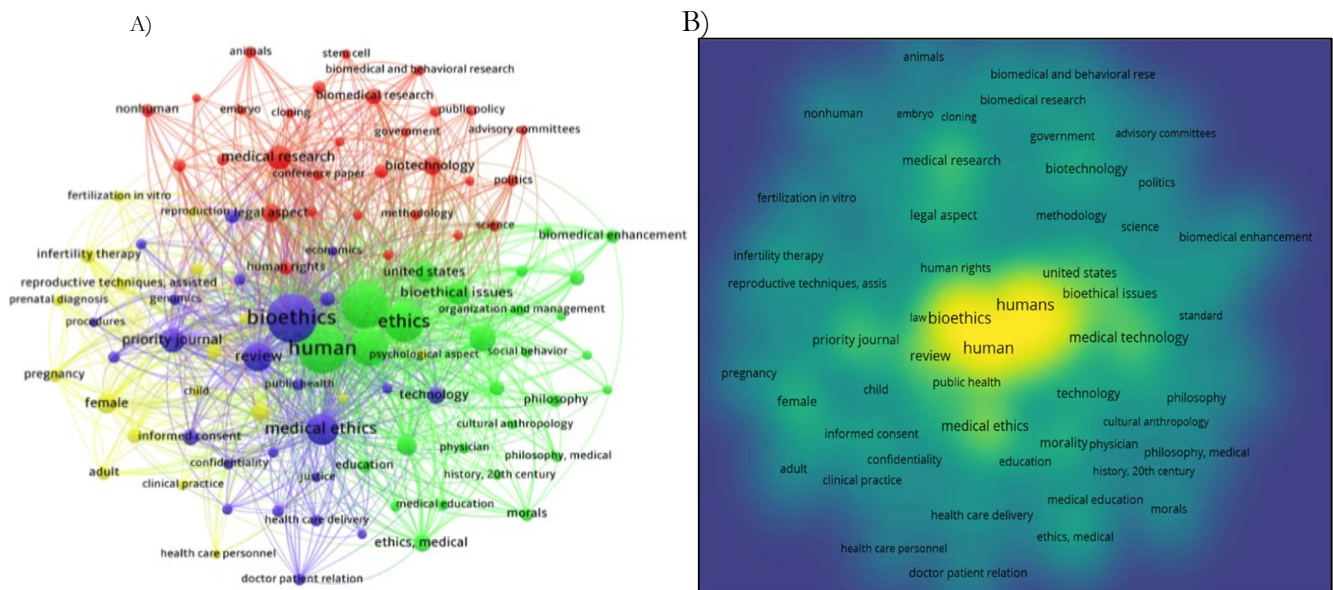 A)
animals
stem cell
biomedical and behavioral research
biomedical research
nonhuman
embryo
cloning
public policy
government
advisory committees
medical research
conference paper
biotechnology
politics
fertilization in vitro
reproduction
legal aspect
methodology
science
biomedical enhancement
economics
infertility therapy
human rights
united states
reproductive techniques, assisted
bioethical issues
prenatal diagnosis
genomics
organization and management
procedures
bioethics
ethics
priority journal
review
human
psychological aspect
social behavior
pregnancy
child
public health
technology
female
philosophy
medical ethics
cultural anthropology
informed consent
physician
philosophy, medical
confidentiality
education
adult
justice
history, 20th century
clinical practice
medical education
morals
health care delivery
ethics, medical
health care personnel
doctor patient relation
B)
animals
biomedical and behavioral rese
biomedical research
nonhuman
embryo
cloning
government
advisory committees
medical research
biotechnology
politics
fertilization in vitro
legal aspect
methodology
science
biomedical enhancement
infertility therapy
human rights
united states
reproductive techniques, assis
bioethical issues
humans
law
bioethics
standard
priority journal
review
human
medical technology
pregnancy
child
public health
technology
female
philosophy
medical ethics
cultural anthropology
informed consent
morality
physician
philosophy, medical
confidentiality
education
adult
history, 20th century
clinical practice
medical education
morals
health care delivery
ethics, medical
health care personnel
doctor patient relation